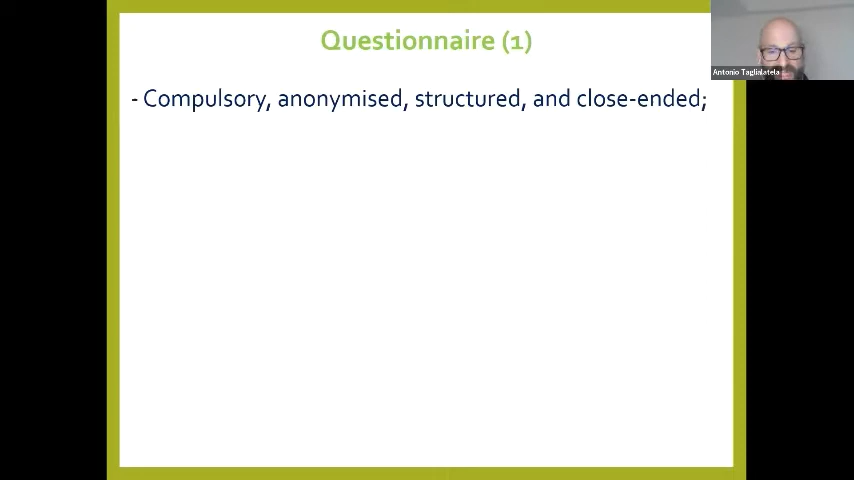 Questionnaire (1)
Antonio Taglialatela
- Compulsory, anonymised, structured, and close-ended;